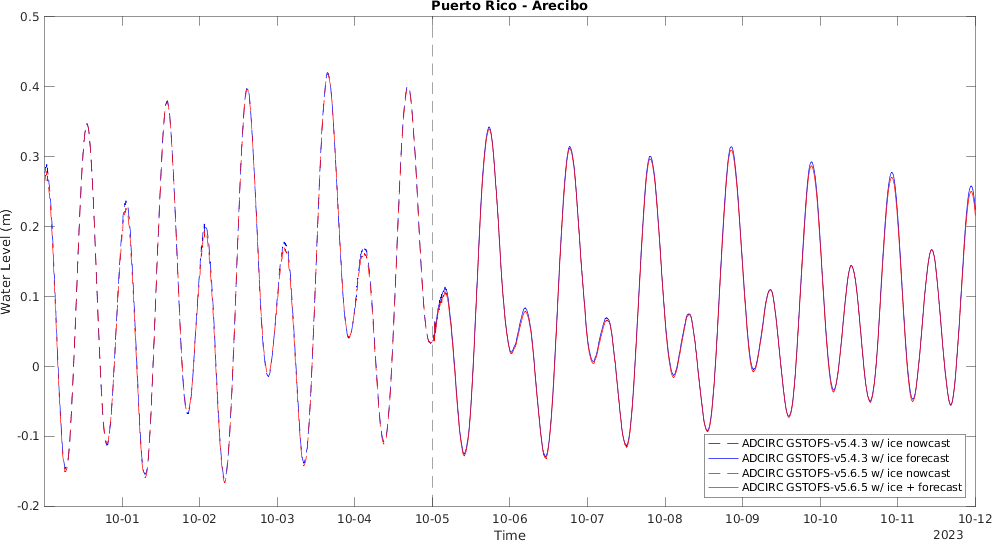 Puerto Rico - Arecibo
0.5
0.4
0.3
0.2
0.1
0
-0.1
-0.2
Water Level (m)
10-01 10-02 10-03 10-04 10-05 10-06 10-07 10-08 10-09 10-10 10-11 10-12
Time
2023
ADCIRC GSTOFS-v5.4.3 w/ ice nowcast
ADCIRC GSTOFS-v5.4.3 w/ ice forecast
ADCIRC GSTOFS-v5.6.5 w/ ice nowcast
ADCIRC GSTOFS-v5.6.5 w/ ice + forecast